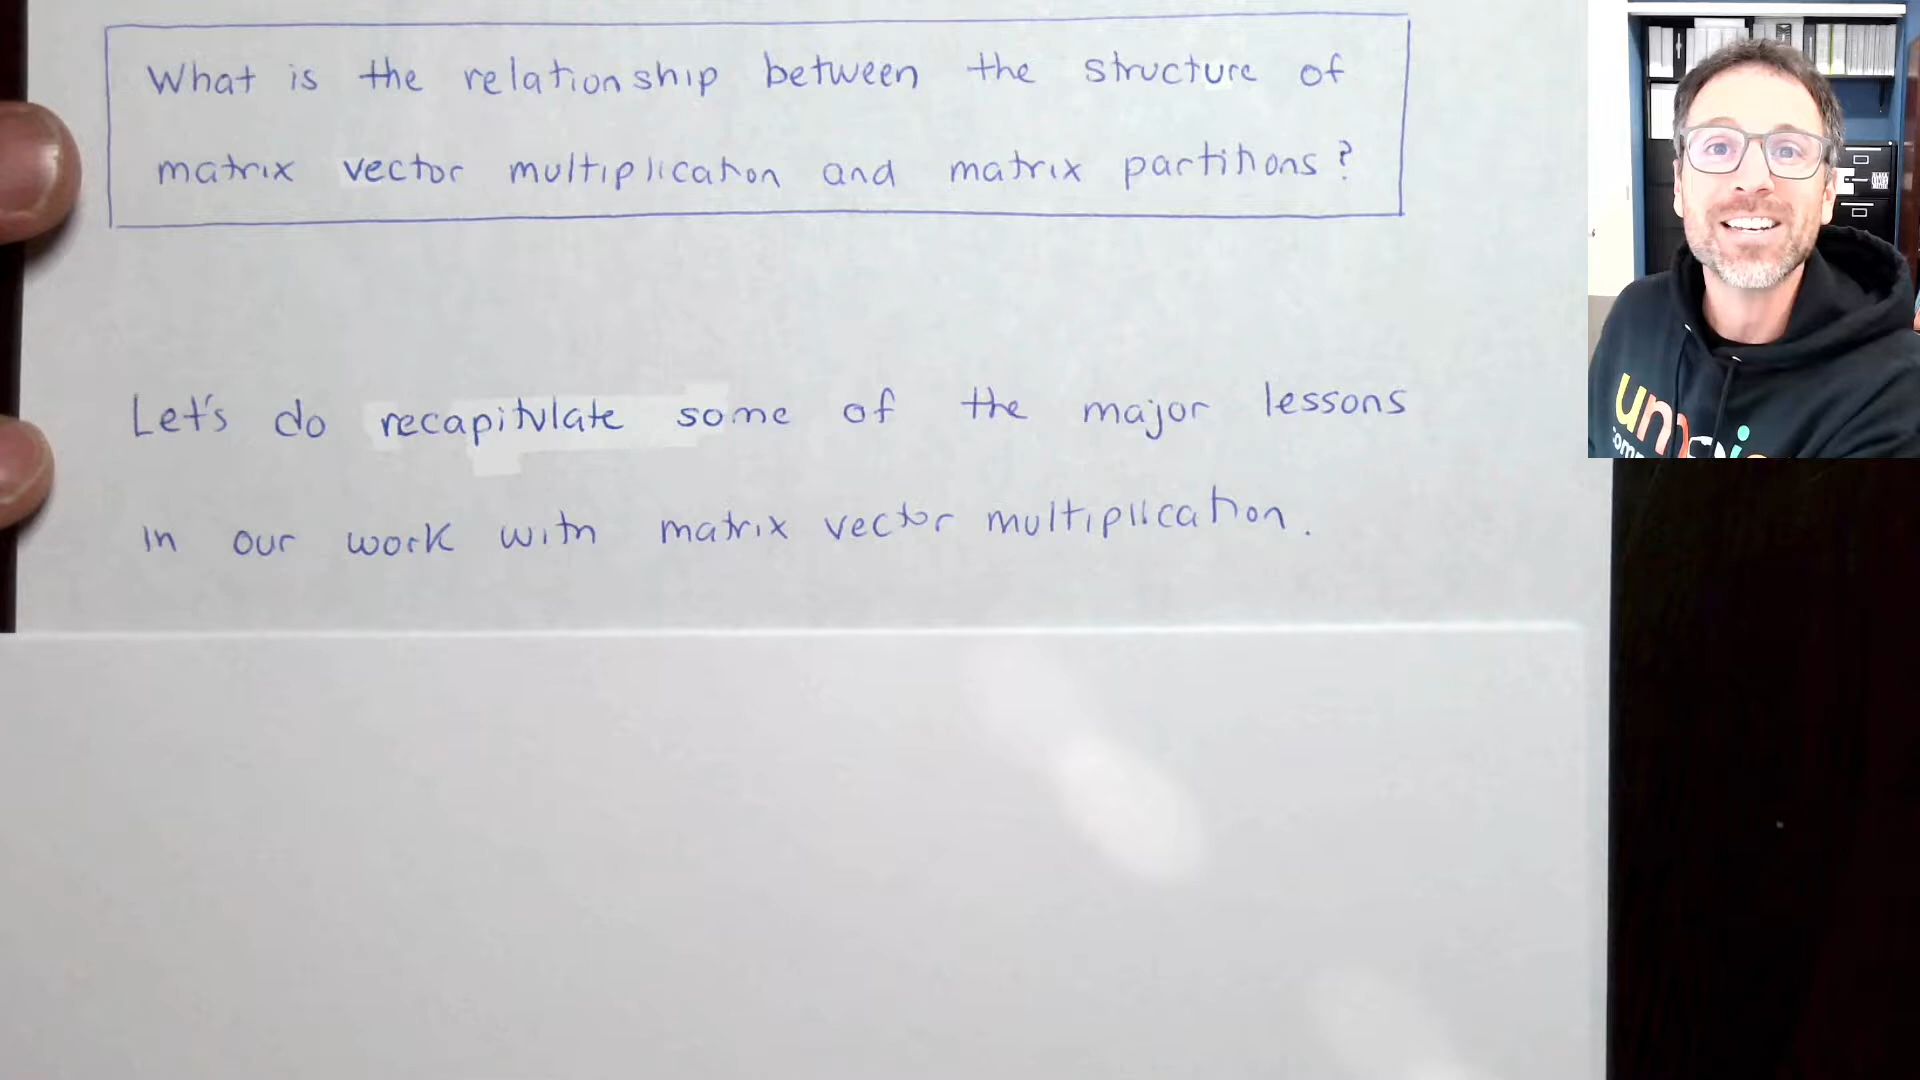 What is the relationship between the structure of
matrix vector multiplication and matrix partitions?
Let's do recapitulate some of the major lessons
in our work with matrix vector multiplication.